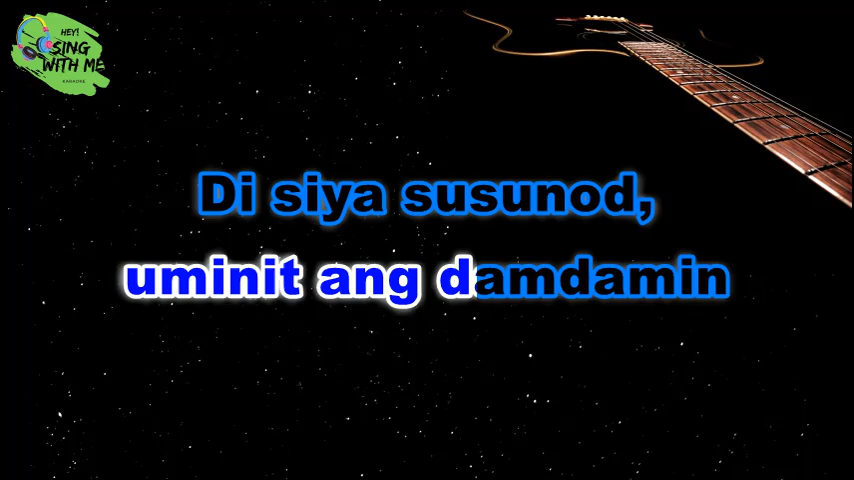 HEY!
SING
WITH ME
KARAOKE
Di siya susunod,
uminit ang damdamin